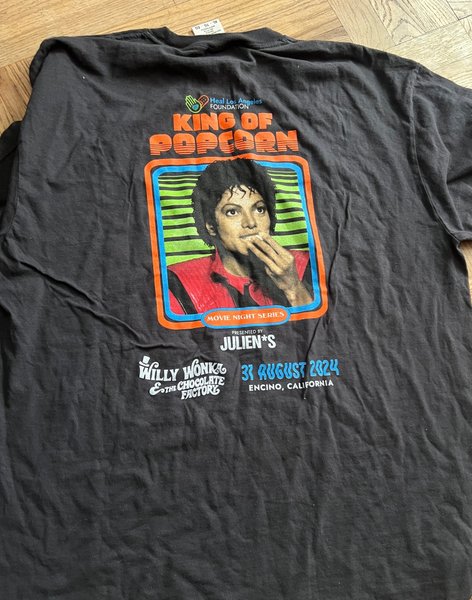 Heal Los Angeles
FOUNDATION
KING OF
POPCORN
MOVIE NIGHT SERIES
PRESENTED BY
JULIEN*S
WILLY WONKA
& THE CHOCOLATE
FACTORY
31 AUGUST 2024
ENCINO, CALIFORNIA